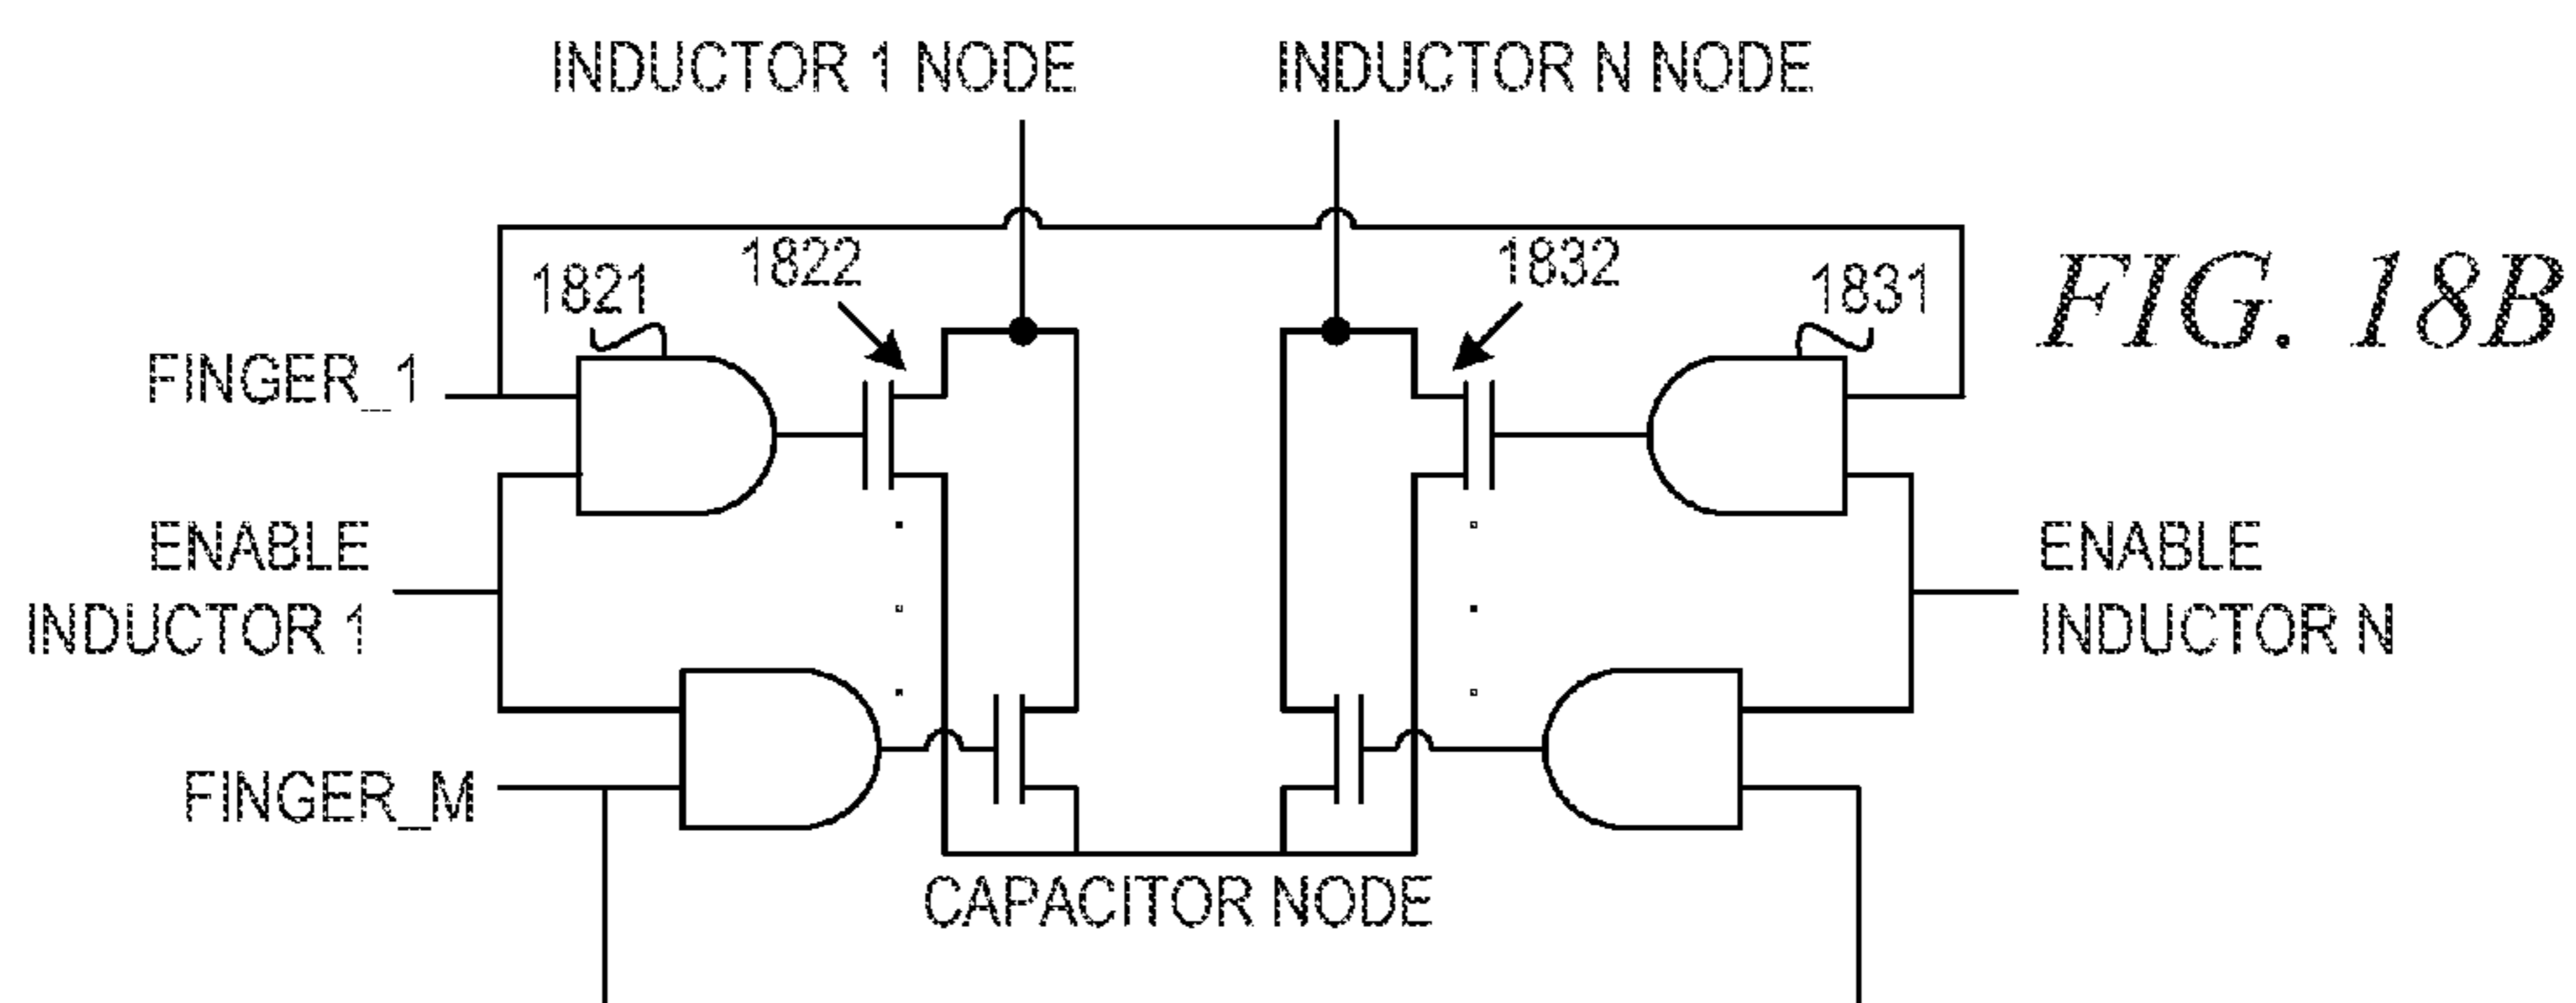 INDUCTOR 1 NODE
INDUCTOR N NODE
1821
1822
1832
1831
FIG. 18B
FINGER_1
ENABLE
INDUCTOR 1
ENABLE
INDUCTOR N
FINGER_M
CAPACITOR NODE